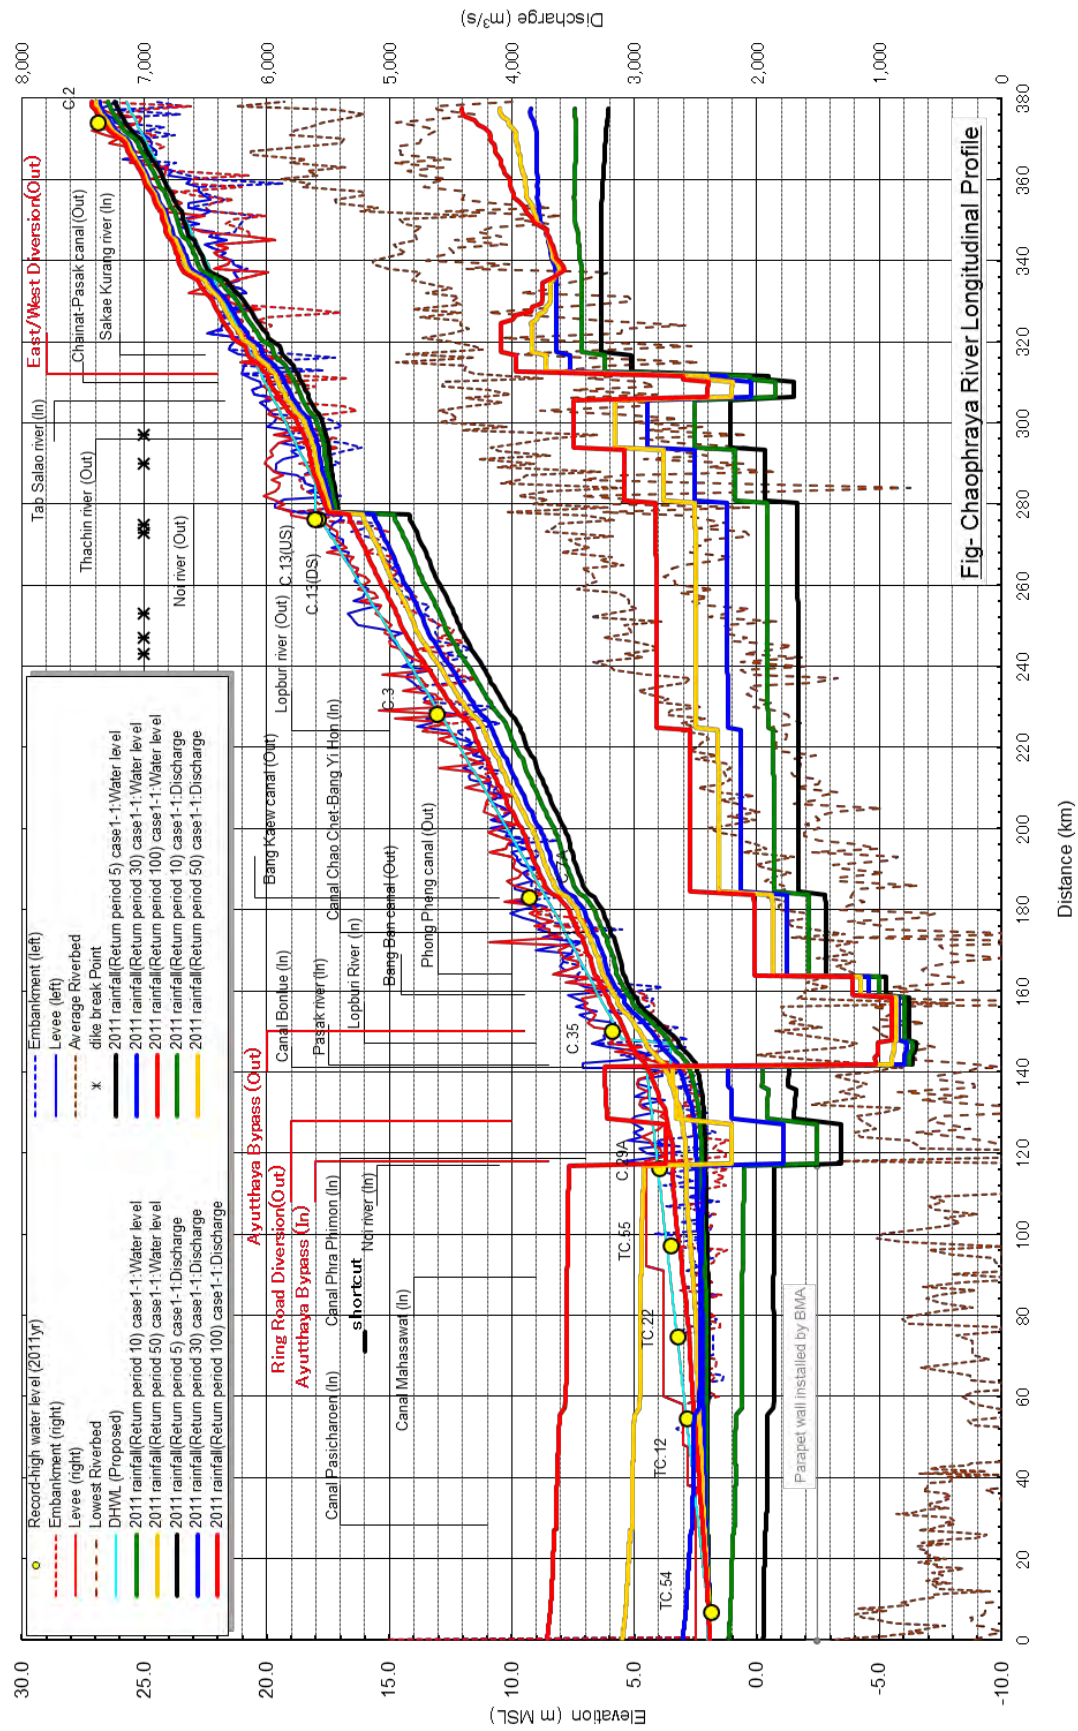 Record-high water level (2011yr)
Embankment (right)
Levee (right)
Lowest Riverbed
DHWL (Proposed)
2011 rainfall(Return period 10) case1-1:Water level
2011 rainfall(Return period 50) case1-1:Water level
2011 rainfall(Return period 5) case1-1:Discharge
2011 rainfall(Return period 30) case1-1:Discharge
2011 rainfall(Return period 100) case1-1:Discharge
Embankment (left)
Levee (left)
Average Riverbed
dike break Point
2011 rainfall(Return period 5) case1-1:Water level
2011 rainfall(Return period 30) case1-1:Water level
2011 rainfall(Return period 100) case1-1:Water level
2011 rainfall(Return period 10) case1-1:Discharge
2011 rainfall(Return period 50) case1-1:Discharge
30.0
25.0
20.0
15.0
10.0
5.0
0.0
-5.0
-10.0
Elevation (m MSL)
8,000
7,000
6,000
5,000
4,000
3,000
2,000
1,000
0
Discharge (m³/s)
0
20
40
60
80
100
120
140
160
180
200
220
240
260
280
300
320
340
360
380
Distance (km)
East/West Diversion(Out)
Chainat-Pasak canal (Out)
Sakae Kurang river (In)
Tab Salao river (In)
Thachin river (Out)
Noi river (Out)
Lopburi river (Out)
Bang Kaew canal (Out)
Canal Chao Chet-Bang Yi Hon (In)
Bang Ban canal (Out)
Phong Pheng canal (Out)
Ayutthaya Bypass (Out)
Canal Bonlue (In)
Pasak river (In)
Lopburi River (In)
Ring Road Diversion(Out)
Ayutthaya Bypass (In)
Canal Phra Phimon (In)
Noi river (In)
shortcut
Canal Pasicharoen (In)
Canal Mahasawat (In)
C.2
C.13(US)
C.13(DS)
C.3
C.7A
C.35
C.29A
TC.55
TC.22
TC.12
TC.54
Parapet wall installed by BMA
Fig- Chaophraya River Longitudinal Profile